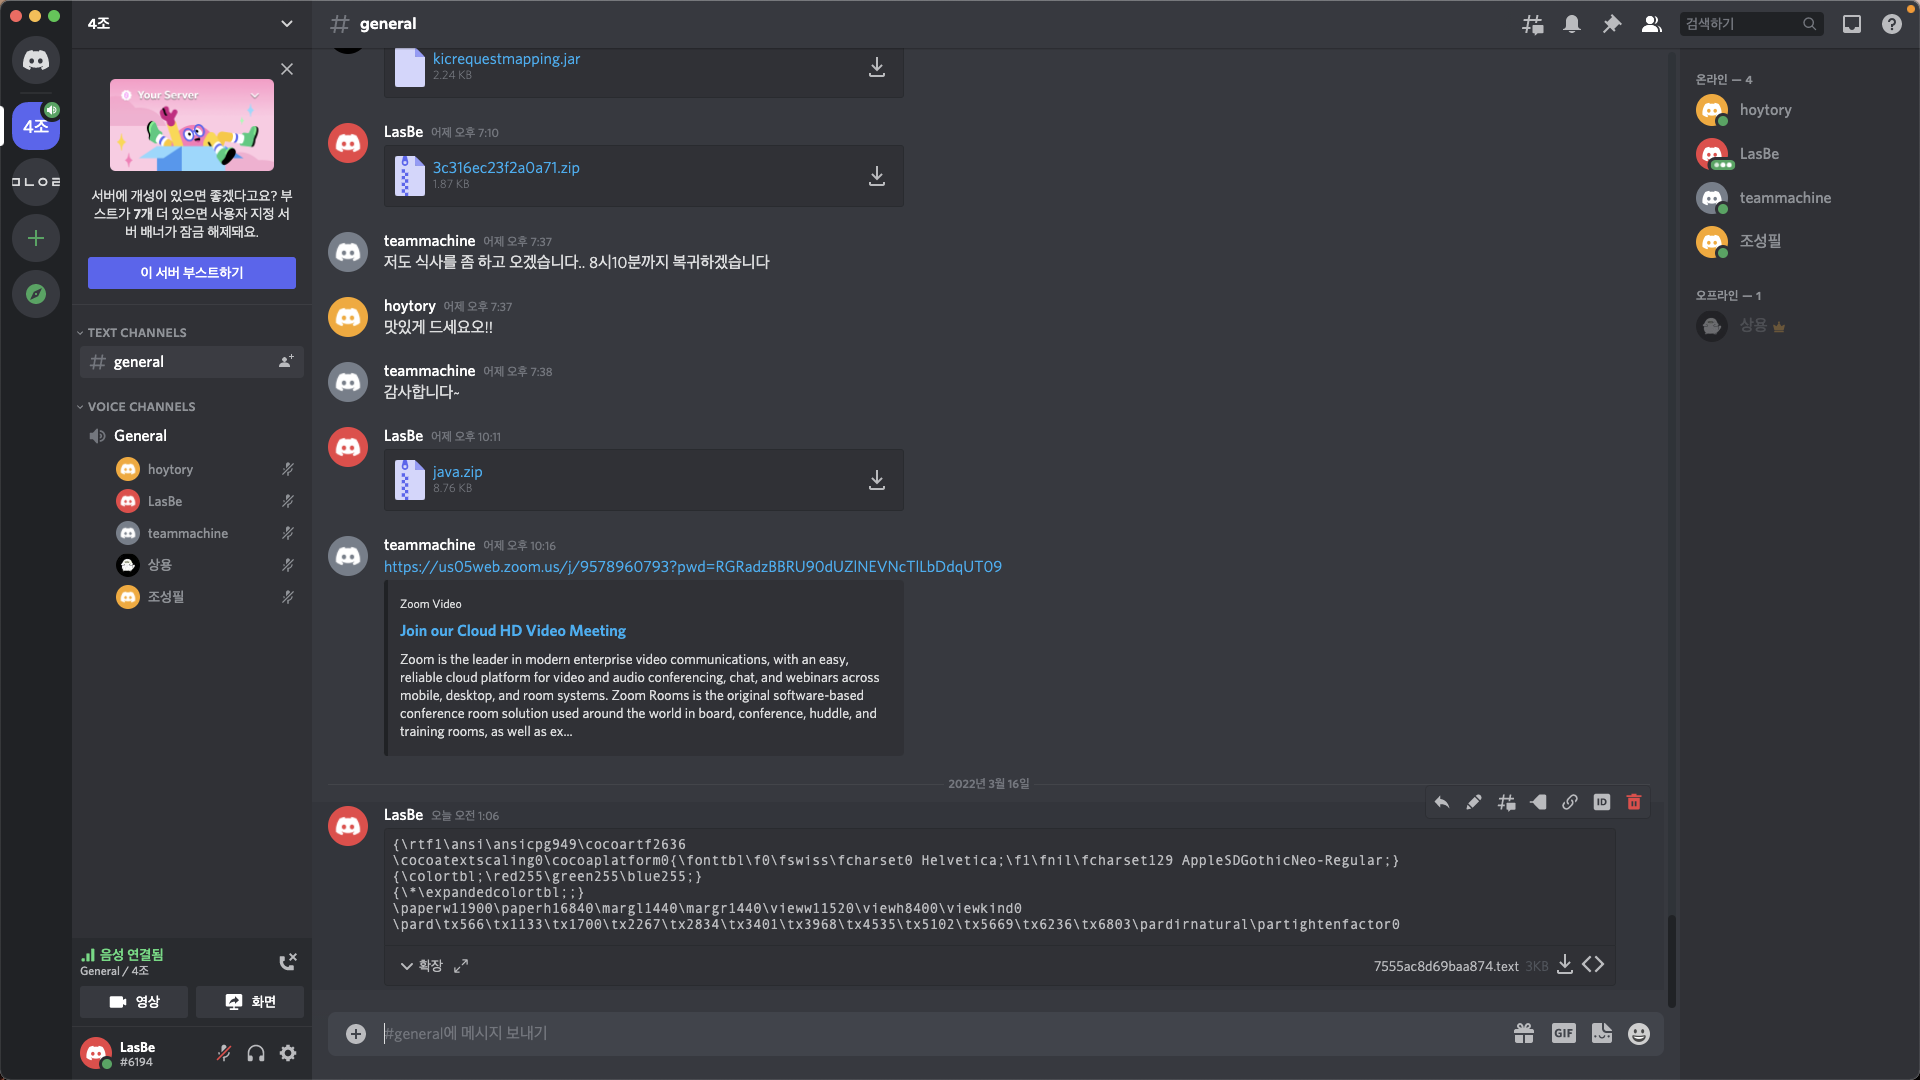 4조
general
검색하기
4조
Your Server
서버에 개성이 있으면 좋겠다고요? 부
스트가 7개 더 있으면 사용자 지정 서
버 배너가 잠금 해제돼요.
이 서버 부스트하기
TEXT CHANNELS
general
VOICE CHANNELS
General
hoytory
LasBe
teammachine
상용
조성필
음성 연결됨
General / 4조
영상
화면
LasBe
#6194
kicrequestmapping.jar
2.24 KB
LasBe 어제 오후 7:10
3c316ec23f2a0a71.zip
1.87 KB
teammachine 어제 오후 7:37
저도 식사를 좀 하고 오겠습니다.. 8시10분까지 복귀하겠습니다
hoytory 어제 오후 7:37
맛있게 드세요오!!
teammachine 어제 오후 7:38
감사합니다~
LasBe 어제 오후 10:11
java.zip
8.76 KB
teammachine 어제 오후 10:16
https://us05web.zoom.us/j/9578960793?pwd=RGRadzBBRU90dUZlNEVNcTlLbDdqUT09
Zoom Video
Join our Cloud HD Video Meeting
Zoom is the leader in modern enterprise video communications, with an easy,
reliable cloud platform for video and audio conferencing, chat, and webinars across
mobile, desktop, and room systems. Zoom Rooms is the original software-based
conference room solution used around the world in board, conference, huddle, and
training rooms, as well as ex...
2022년 3월 16일
ID
LasBe 오늘 오전 1:06
{\rtf1\ansi\ansicpg949\cocoartf2636
\cocoatextscaling0\cocoaplatform0{\fonttbl\f0\fswiss\fcharset0 Helvetica;\f1\fnil\fcharset129 AppleSDGothicNeo-Regular;}
{\colortbl;\red255\green255\blue255;}
{\*\expandedcolortbl;;}
\paperw11900\paperh16840\margl1440\margr1440\vieww11520\viewh8400\viewkind0
\pard\tx566\tx1133\tx1700\tx2267\tx2834\tx3401\tx3968\tx4535\tx5102\tx5669\tx6236\tx6803\pardirnatural\partightenfactor0
확장
7555ac8d69baa874.text 3KB
#general에 메시지 보내기
GIF
온라인 — 4
hoytory
LasBe
teammachine
조성필
오프라인 — 1
상용